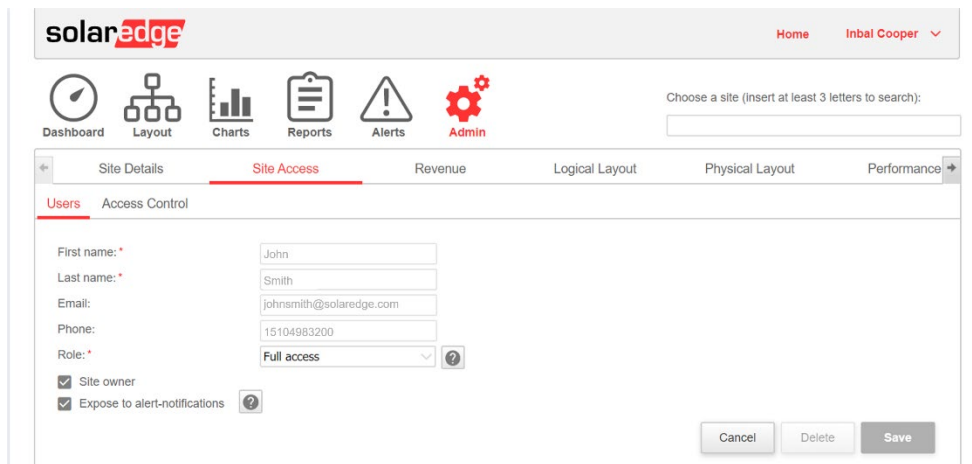 solaredge
Home Inbal Cooper
Dashboard Layout Charts Reports Alerts Admin
Choose a site (insert at least 3 letters to search):
Site Details Site Access Revenue Logical Layout Physical Layout Performance
Users Access Control
First name:* John
Last name:* Smith
Email: johnsmith@solaredge.com
Phone: 15104983200
Role:* Full access ?
Site owner
Expose to alert-notifications ?
Cancel Delete Save